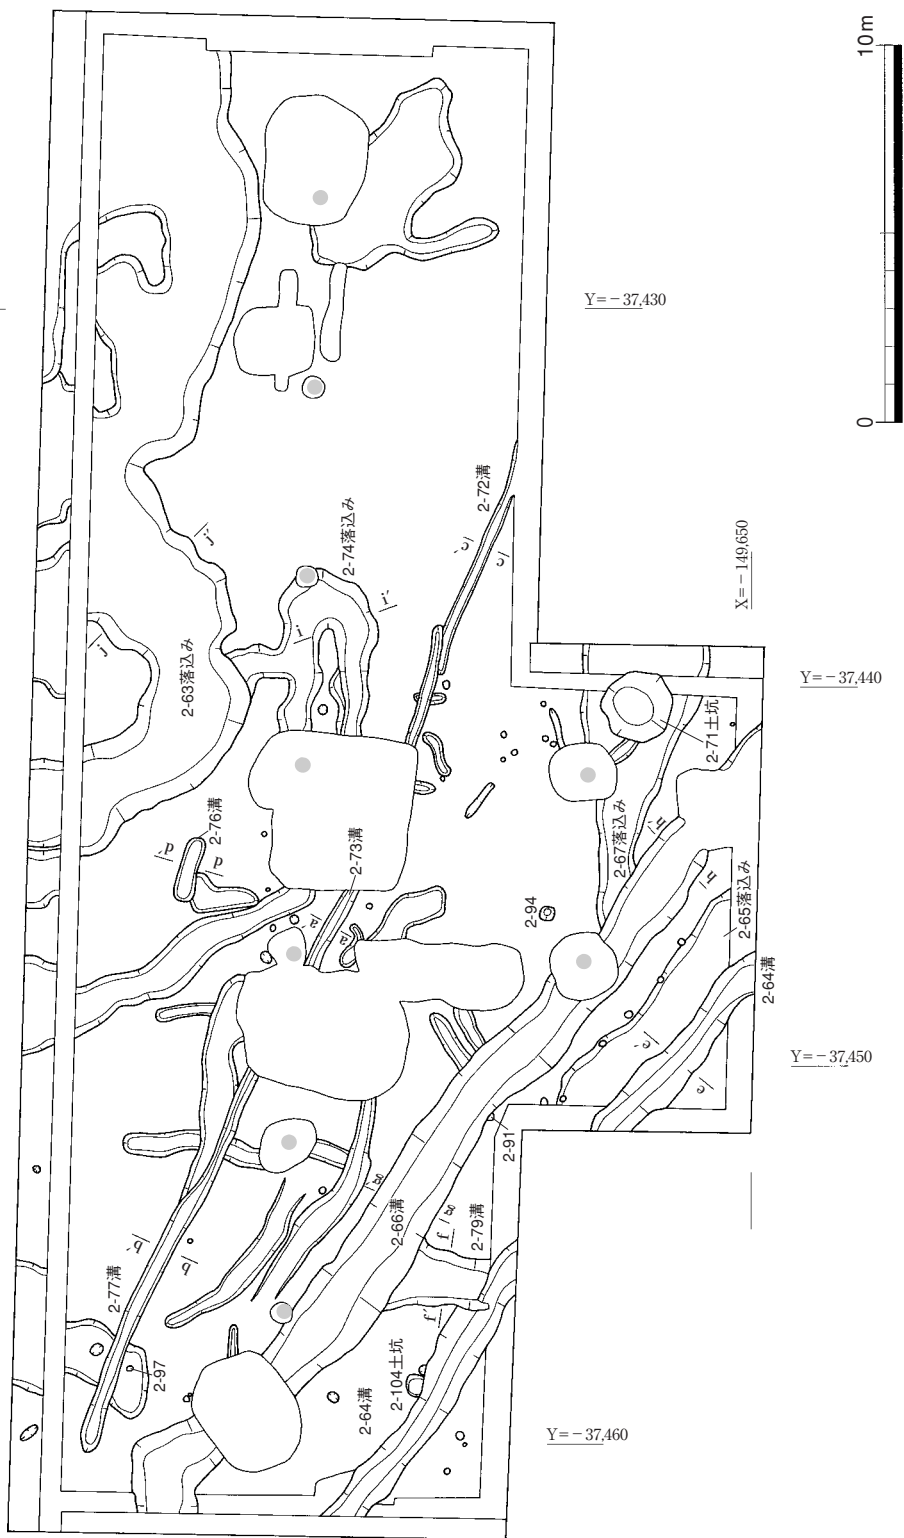 10m
0
Y=－37,430
2-72溝
c'
c
2-74落込み
X=－149,650
j'
i'
i
j
2-63落込み
Y=－37,440
2-71土坑
2-76溝
d'
d
2-67落込み
h'
h
2-73溝
a'
a
2-94
2-65落込み
2-64溝
e'
e
Y=－37,450
2-91
g'
2-66溝
g
f
2-79溝
b'
b
2-77溝
f'
2-97
2-104土坑
2-64溝
Y=－37,460